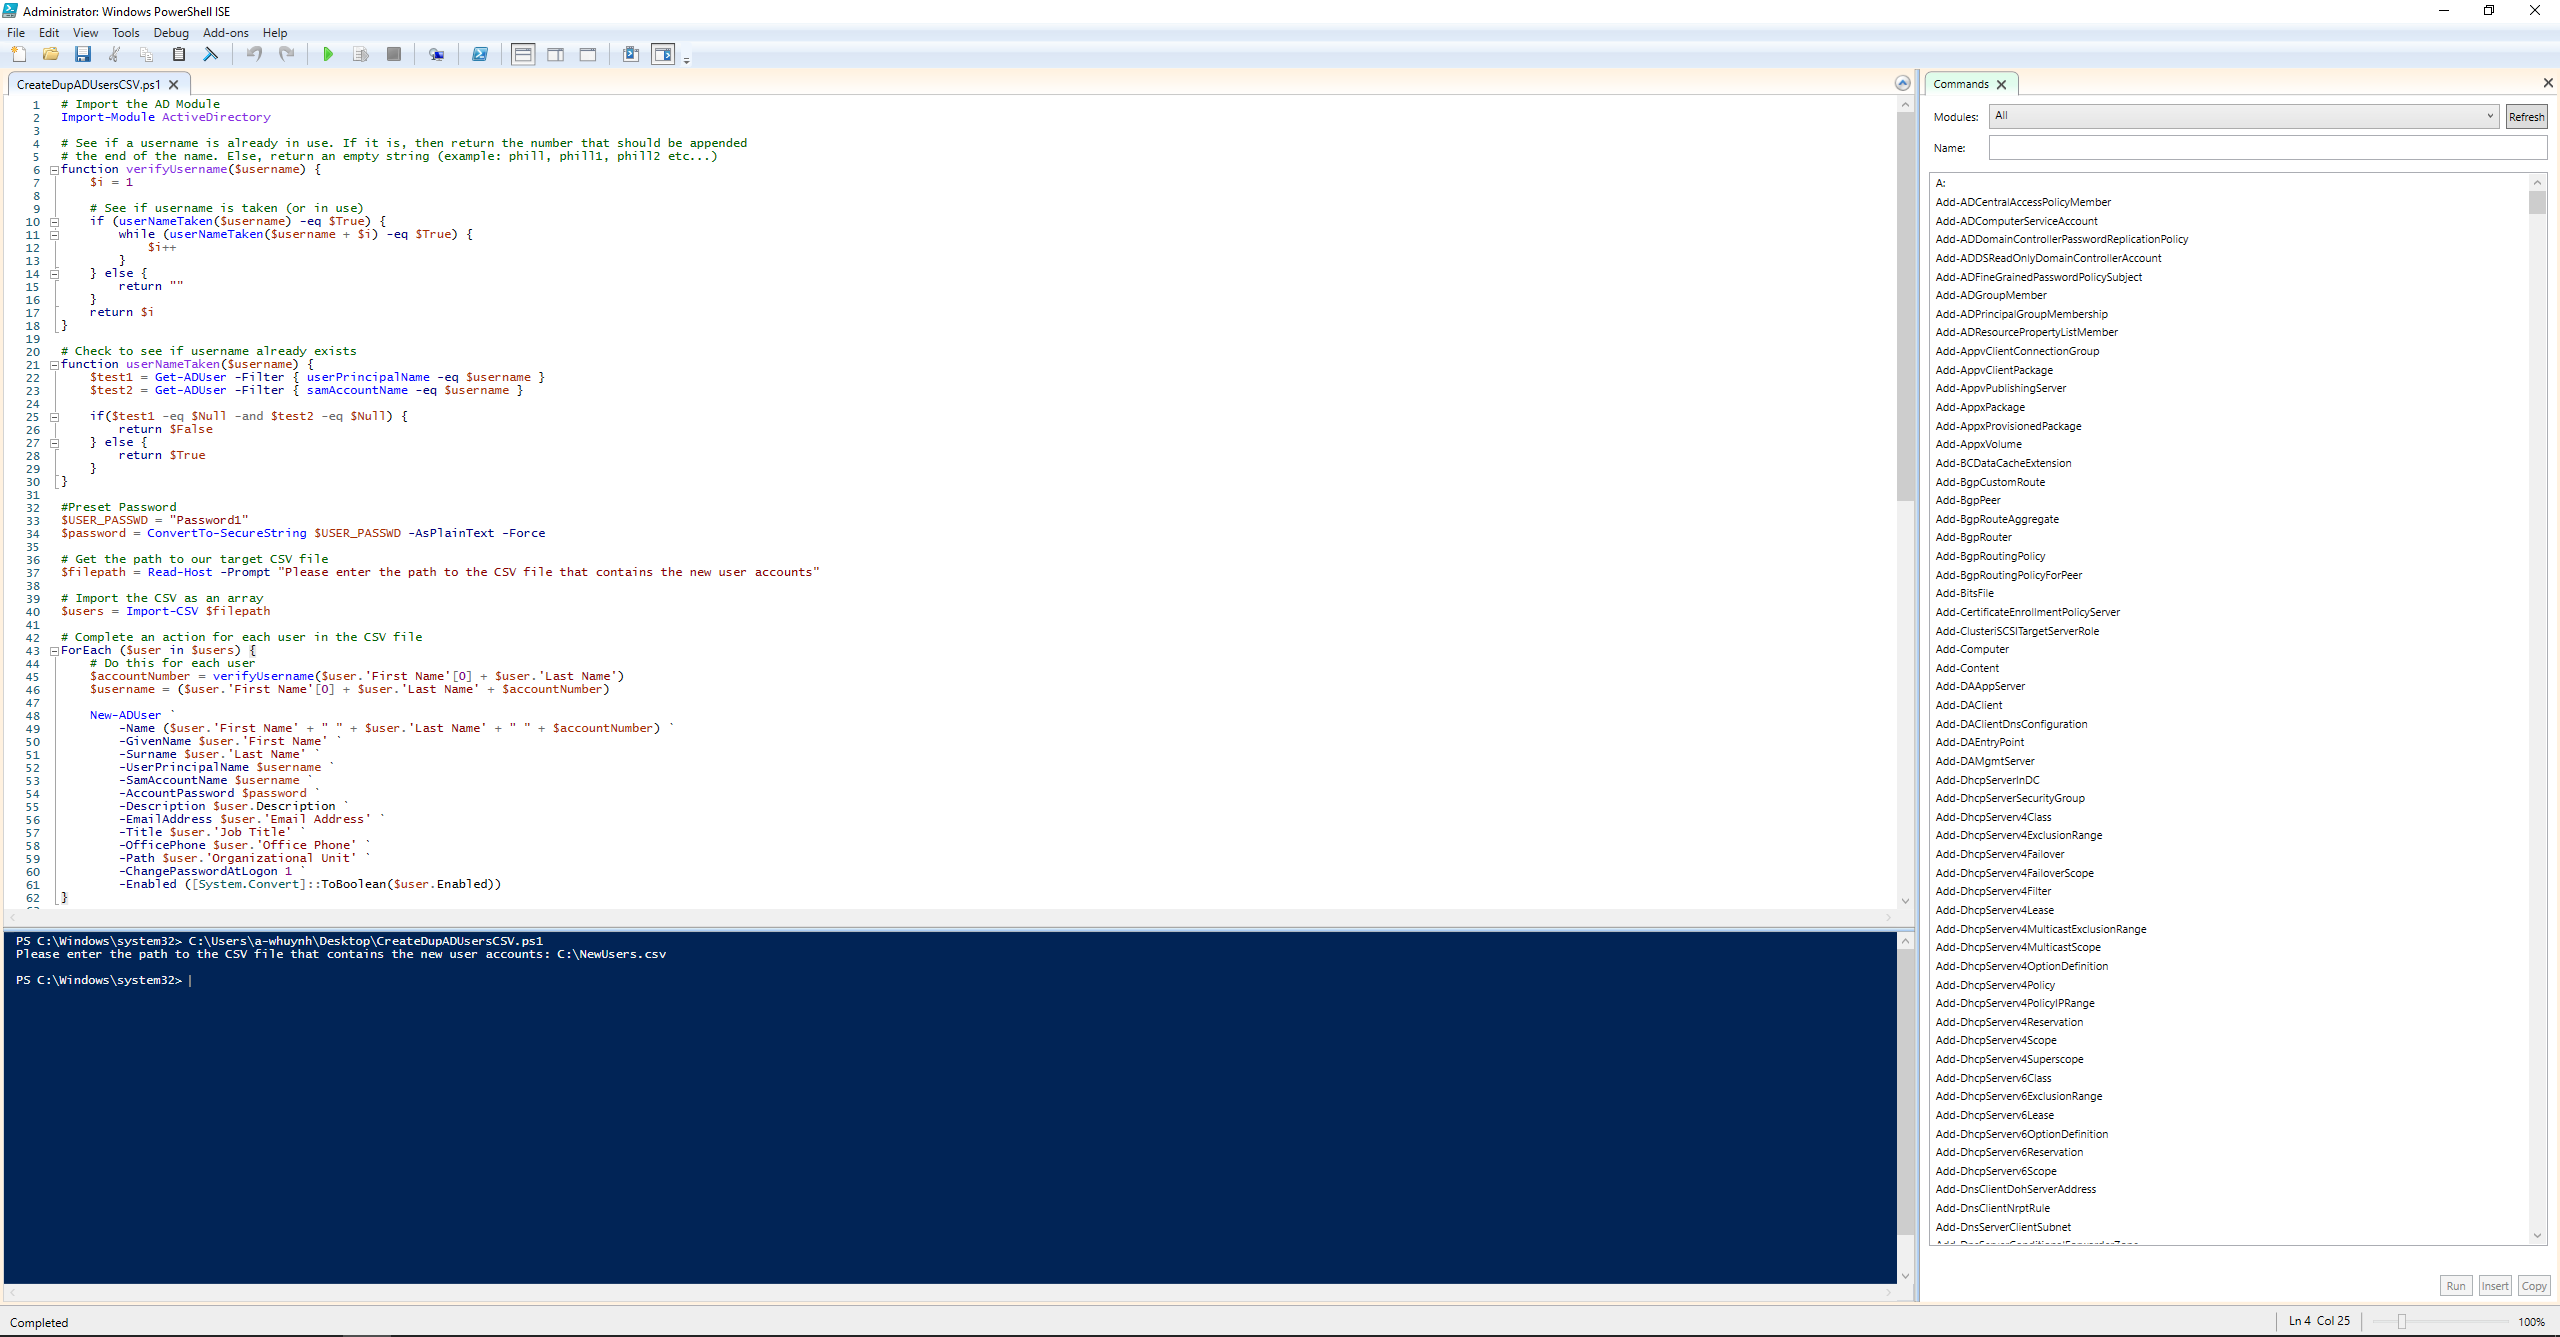 Administrator: Windows PowerShell ISE
File Edit View Tools Debug Add-ons Help
CreateDupADUsersCSV.ps1
1 # Import the AD Module
2 Import-Module ActiveDirectory
3
4 # See if a username is already in use. If it is, then return the number that should be appended
5 # the end of the name. Else, return an empty string (example: phill, phill1, phill2 etc...)
6 function verifyUsername($username) {
7     $i = 1
8
9     # See if username is taken (or in use)
10     if (userNameTaken($username) -eq $True) {
11         while (userNameTaken($username + $i) -eq $True) {
12             $i++
13         }
14     } else {
15         return ""
16     }
17     return $i
18 }
19
20 # Check to see if username already exists
21 function userNameTaken($username) {
22     $test1 = Get-ADUser -Filter { userPrincipalName -eq $username }
23     $test2 = Get-ADUser -Filter { samAccountName -eq $username }
24
25     if($test1 -eq $Null -and $test2 -eq $Null) {
26         return $False
27     } else {
28         return $True
29     }
30 }
31
32 #Preset Password
33 $USER_PASSWD = "Password1"
34 $password = ConvertTo-SecureString $USER_PASSWD -AsPlainText -Force
35
36 # Get the path to our target CSV file
37 $filepath = Read-Host -Prompt "Please enter the path to the CSV file that contains the new user accounts"
38
39 # Import the CSV as an array
40 $users = Import-CSV $filepath
41
42 # Complete an action for each user in the CSV file
43 ForEach ($user in $users) {
44     # Do this for each user
45     $accountNumber = verifyUsername($user.'First Name'[0] + $user.'Last Name')
46     $username = ($user.'First Name'[0] + $user.'Last Name' + $accountNumber)
47
48     New-ADUser `
49         -Name ($user.'First Name' + " " + $user.'Last Name' + " " + $accountNumber) `
50         -GivenName $user.'First Name' `
51         -Surname $user.'Last Name' `
52         -UserPrincipalName $username `
53         -SamAccountName $username `
54         -AccountPassword $password `
55         -Description $user.Description `
56         -EmailAddress $user.'Email Address' `
57         -Title $user.'Job Title' `
58         -OfficePhone $user.'Office Phone' `
59         -Path $user.'Organizational Unit' `
60         -ChangePasswordAtLogon 1 `
61         -Enabled ([System.Convert]::ToBoolean($user.Enabled))
62 }
PS C:\Windows\system32> C:\Users\a-whuynh\Desktop\CreateDupADUsersCSV.ps1
Please enter the path to the CSV file that contains the new user accounts: C:\NewUsers.csv
PS C:\Windows\system32>
Commands
Modules: All Refresh
Name:
A:
Add-ADCentralAccessPolicyMember
Add-ADComputerServiceAccount
Add-ADDomainControllerPasswordReplicationPolicy
Add-ADDSReadOnlyDomainControllerAccount
Add-ADFineGrainedPasswordPolicySubject
Add-ADGroupMember
Add-ADPrincipalGroupMembership
Add-ADResourcePropertyListMember
Add-AppvClientConnectionGroup
Add-AppvClientPackage
Add-AppvPublishingServer
Add-AppxPackage
Add-AppxProvisionedPackage
Add-AppxVolume
Add-BCDataCacheExtension
Add-BgpCustomRoute
Add-BgpPeer
Add-BgpRouteAggregate
Add-BgpRouter
Add-BgpRoutingPolicy
Add-BgpRoutingPolicyForPeer
Add-BitsFile
Add-CertificateEnrollmentPolicyServer
Add-ClusteriSCSITargetServerRole
Add-Computer
Add-Content
Add-DAAppServer
Add-DAClient
Add-DAClientDnsConfiguration
Add-DAEntryPoint
Add-DAMgmtServer
Add-DhcpServerInDC
Add-DhcpServerSecurityGroup
Add-DhcpServerv4Class
Add-DhcpServerv4ExclusionRange
Add-DhcpServerv4Failover
Add-DhcpServerv4FailoverScope
Add-DhcpServerv4Filter
Add-DhcpServerv4Lease
Add-DhcpServerv4MulticastExclusionRange
Add-DhcpServerv4MulticastScope
Add-DhcpServerv4OptionDefinition
Add-DhcpServerv4Policy
Add-DhcpServerv4PolicyIPRange
Add-DhcpServerv4Reservation
Add-DhcpServerv4Scope
Add-DhcpServerv4Superscope
Add-DhcpServerv6Class
Add-DhcpServerv6ExclusionRange
Add-DhcpServerv6Lease
Add-DhcpServerv6OptionDefinition
Add-DhcpServerv6Reservation
Add-DhcpServerv6Scope
Add-DnsClientDohServerAddress
Add-DnsClientNrptRule
Add-DnsServerClientSubnet
Run Insert Copy
Completed
Ln 4 Col 25
100%